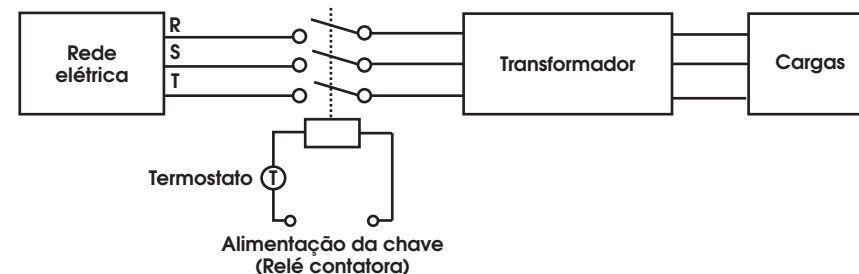 Rede
elétrica
R
S
T
Transformador
Cargas
Termostato
T
Alimentação da chave
(Relé contatora)